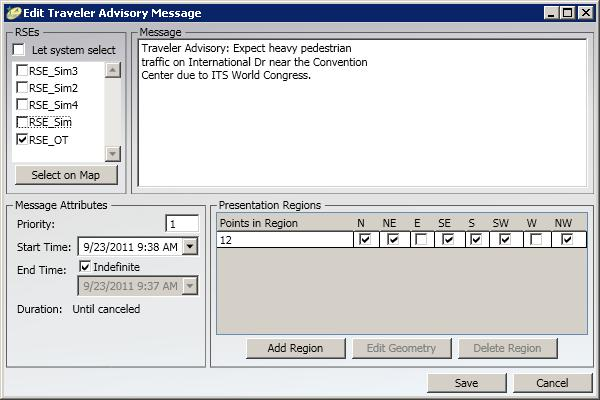 Edit Traveler Advisory Message
RSEs
Let system select
RSE_Sim3
RSE_Sim2
RSE_Sim4
RSE_Sim
RSE_OT
Select on Map
Message
Traveler Advisory: Expect heavy pedestrian
traffic on International Dr near the Convention
Center due to ITS World Congress.
Message Attributes
Priority: 1
Start Time: 9/23/2011 9:38 AM
End Time: Indefinite
9/23/2011 9:37 AM
Duration: Until canceled
Presentation Regions
Points in Region N NE E SE S SW W NW
12
Add Region Edit Geometry Delete Region
Save Cancel